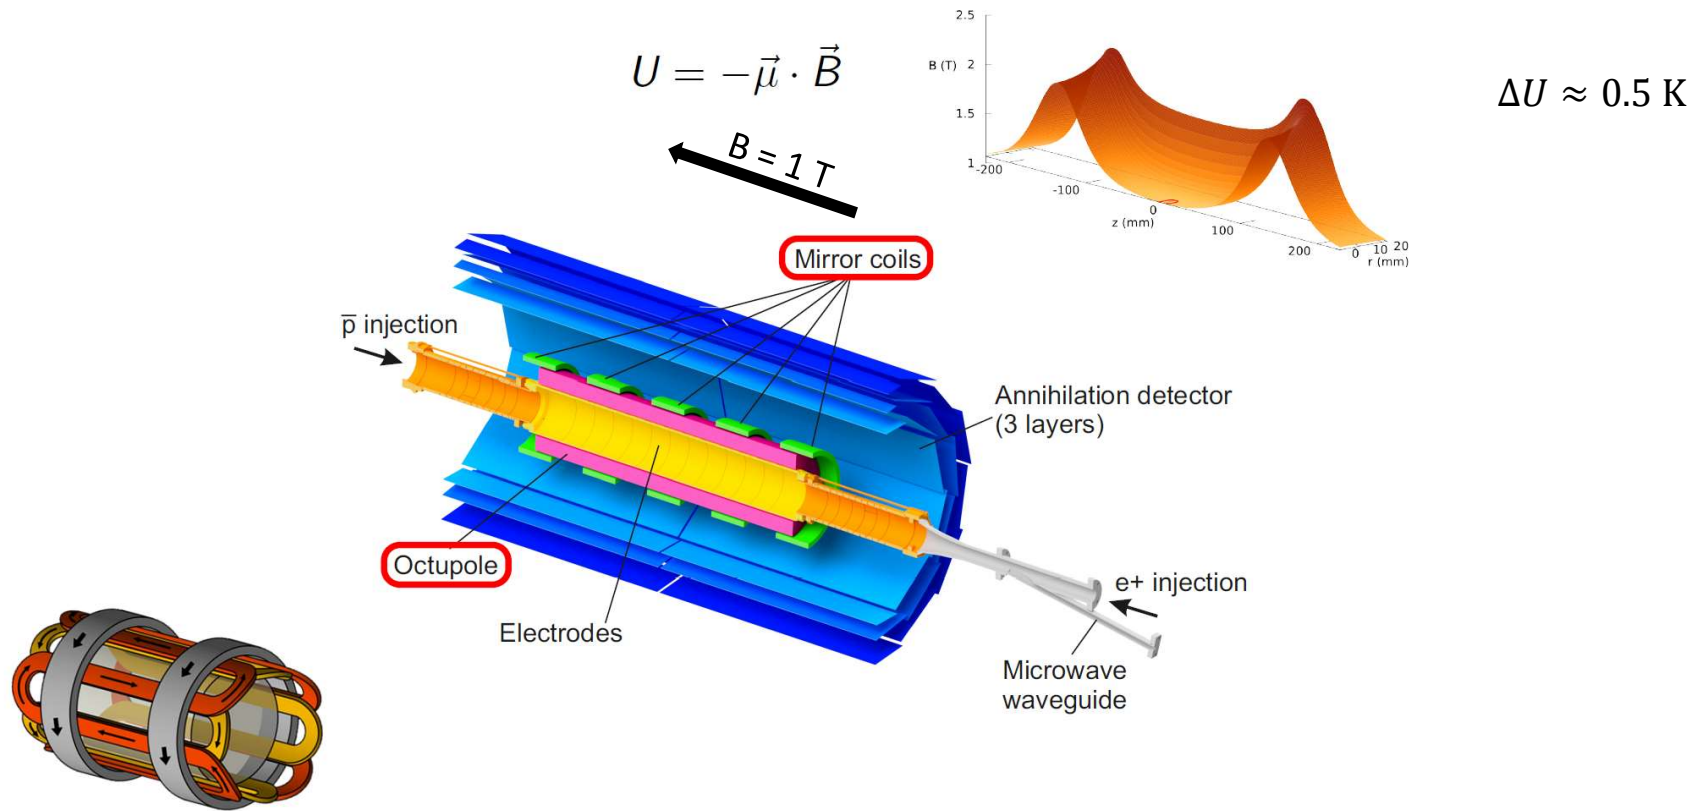 U = −μ⃗ · B⃗
B = 1 T
2.5
B (T) 2
1.5
1
-200
-100
0
100
200
z (mm)
0 10 20
r (mm)
ΔU ≈ 0.5 K
Mirror coils
p̅ injection
Annihilation detector
(3 layers)
Octupole
Electrodes
e+ injection
Microwave
waveguide